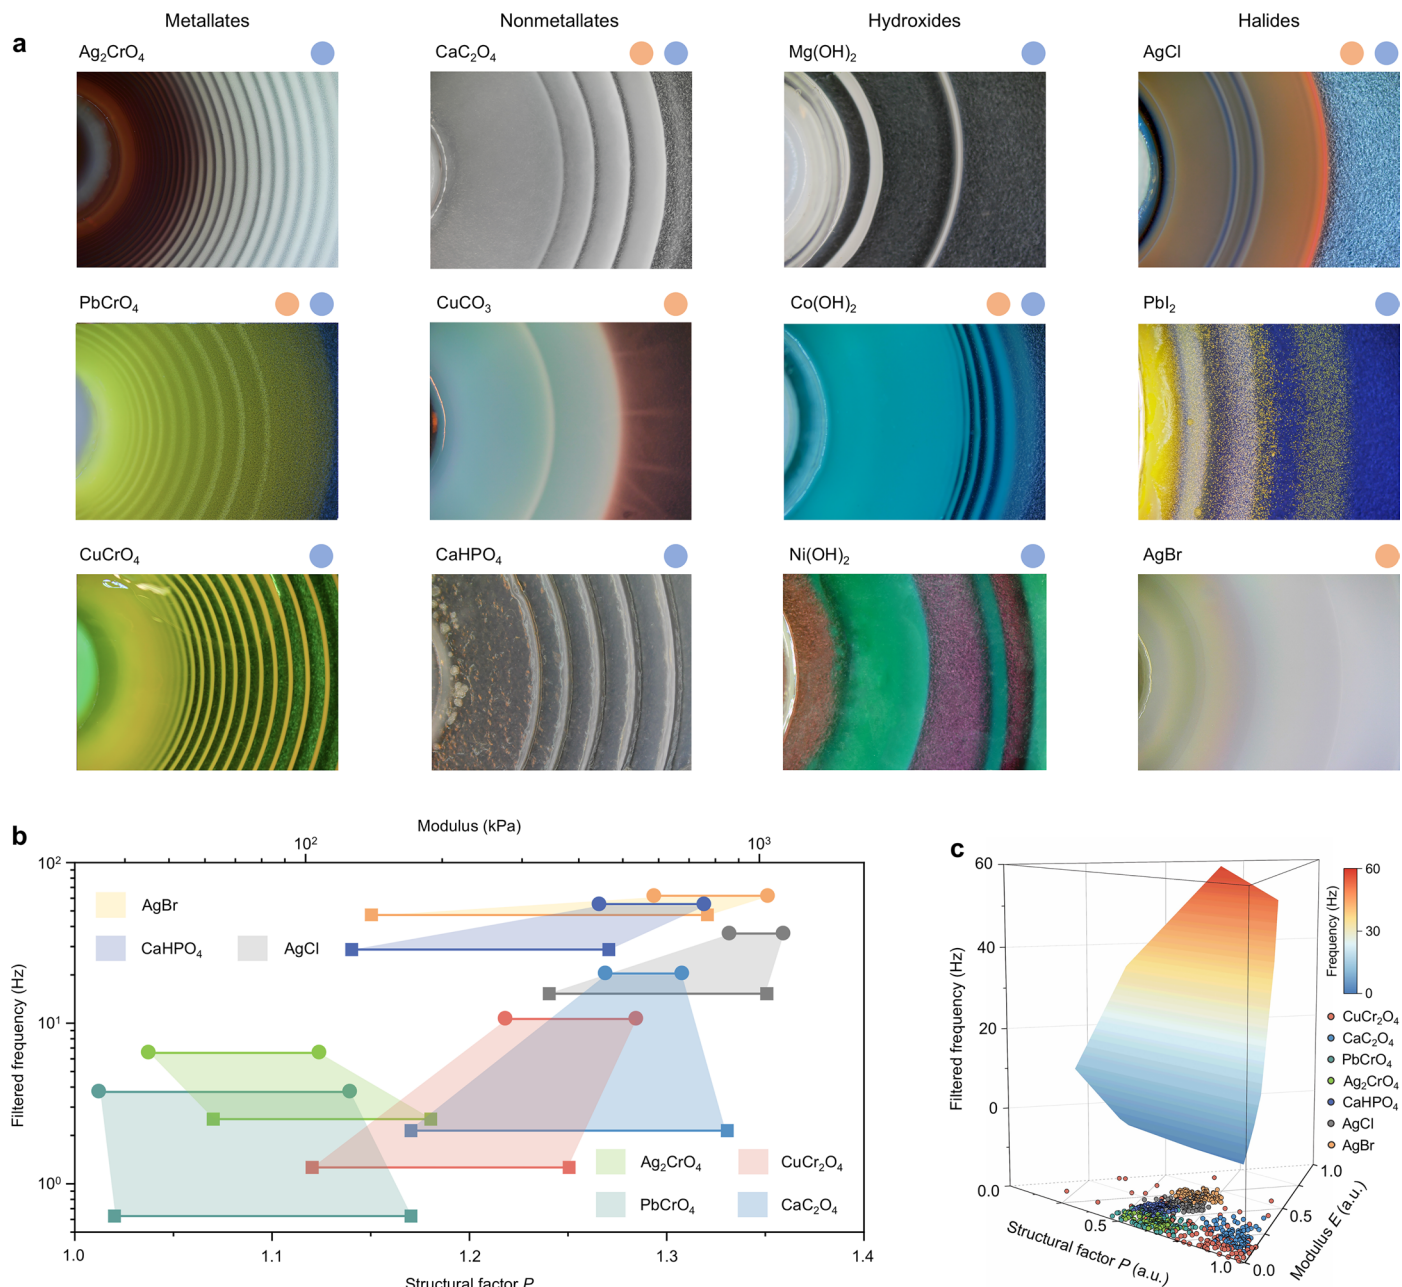 Metallates Nonmetallates Hydroxides Halides
a
Ag₂CrO₄ CaC₂O₄ Mg(OH)₂ AgCl
PbCrO₄ CuCO₃ Co(OH)₂ PbI₂
CuCrO₄ CaHPO₄ Ni(OH)₂ AgBr
b
Modulus (kPa)
10² 10³
10²
10¹
10⁰
Filtered frequency (Hz)
AgBr
CaHPO₄ AgCl
Ag₂CrO₄ CuCr₂O₄
PbCrO₄ CaC₂O₄
1.0 1.1 1.2 1.3 1.4
Structural factor P
c
60
40
20
0
Filtered frequency (Hz)
60
30
0
Frequency (Hz)
CuCr₂O₄
CaC₂O₄
PbCrO₄
Ag₂CrO₄
CaHPO₄
AgCl
AgBr
0.0
0.5
1.0
Structural factor P (a.u.)
0.0
0.5
1.0
Modulus E (a.u.)